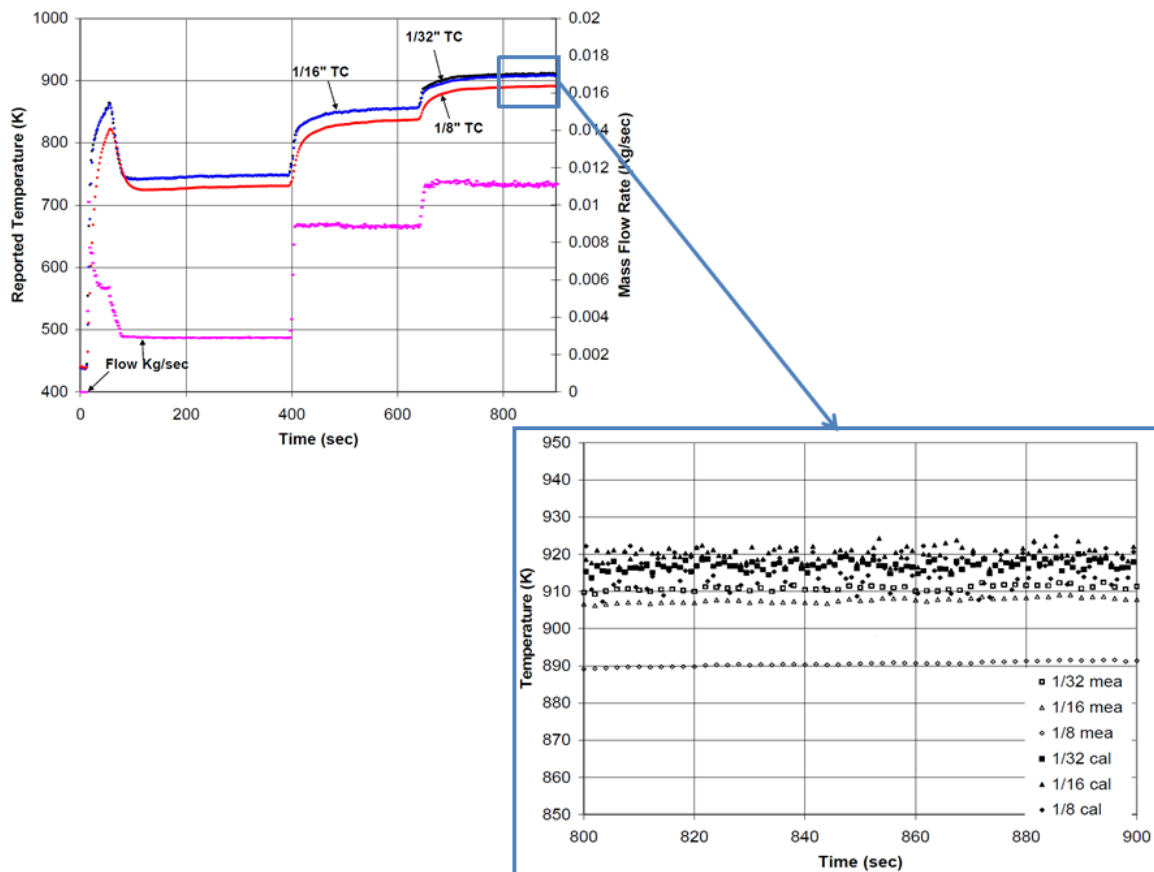 1000
900
800
700
600
500
400
0.02
0.018
0.016
0.014
0.012
0.01
0.008
0.006
0.004
0.002
0
Reported Temperature (K)
Mass Flow Rate (Kg/sec)
1/32" TC
1/16" TC
1/8" TC
Flow Kg/sec
0
200
400
600
800
Time (sec)
950
940
930
920
910
900
890
880
870
860
850
Temperature (K)
1/32 mea
1/16 mea
1/8 mea
1/32 cal
1/16 cal
1/8 cal
800
820
840
860
880
900
Time (sec)